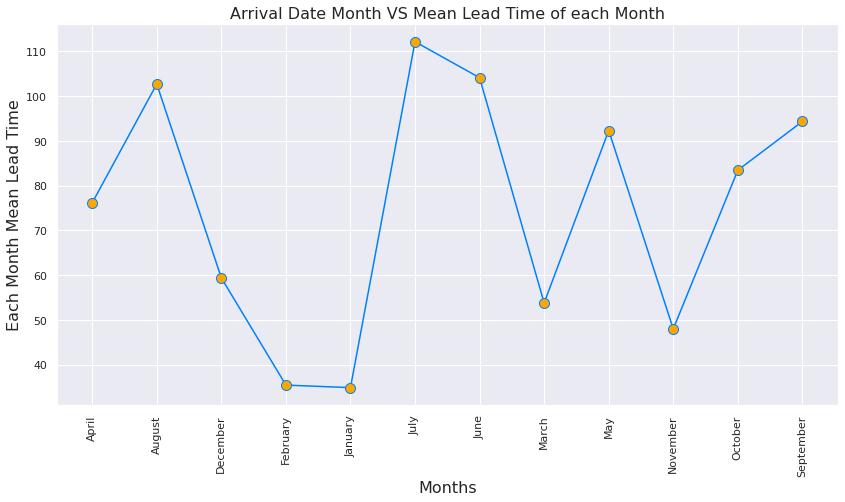 Arrival Date Month VS Mean Lead Time of each Month
Each Month Mean Lead Time
110
100
90
80
70
60
50
40
April
August
December
February
January
July
June
March
May
November
October
September
Months